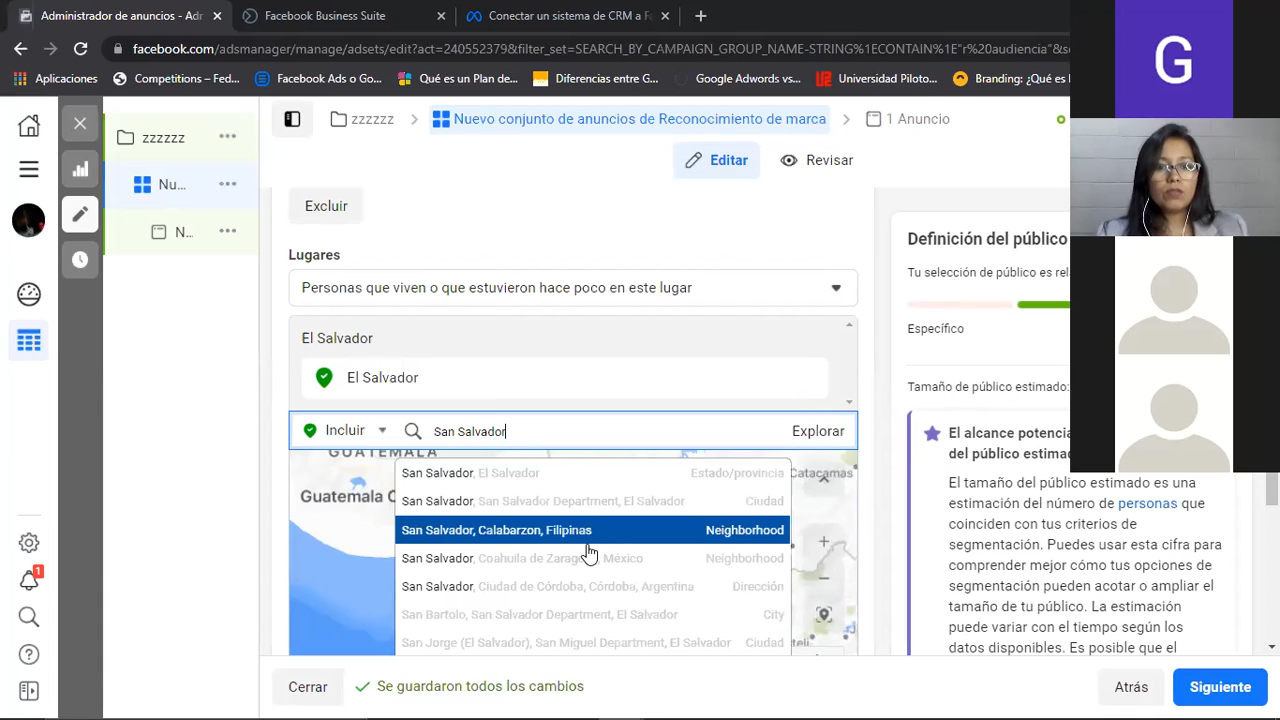 Administrador de anuncios - Ar
Facebook Business Suite
Conectar un sistema de CRM a F
facebook.com/adsmanager/manage/adsets/edit?act=240026379&filter_set=SEARCH_BY_CAMPAIGN_GROUP_NAME-STRING%1ECONTAIN%1E"r%20audiencia"&s
Aplicaciones
Competitions – Fed...
Facebook Ads o Go...
Qué es un Plan de...
Diferencias entre G...
Google Adwords vs...
Universidad Louvre...
Branding: ¿Qué es
G
zzzzzz
Nu...
N..
zzzzzz
Nuevo conjunto de anuncios de Reconocimiento de marca
1 Anuncio
Editar
Revisar
Excluir
Lugares
Personas que viven o que estuvieron hace poco en este lugar
El Salvador
El Salvador
Incluir
San Salvador
Explorar
GUATEMALA
Guatemala C
Catacamas
San Salvador, El Salvador Estado/provincia
San Salvador, San Salvador Department, El Salvador Ciudad
San Salvador, Calabarzon, Filipinas Neighborhood
San Salvador, Coahuila de Zarag México Neighborhood
San Salvador, Ciudad de Córdoba, Córdoba, Argentina Dirección
San Bartolo, San Salvador Department, El Salvador City
San Jorge (El Salvador), San Miguel Department, El Salvador Ciudad
Definición del público
Tu selección de público es rel
Específico
Tamaño de público estimado:
El alcance potencia
del público estima
El tamaño del público estimado es una
estimación del número de personas
que coinciden con tus criterios de
segmentación. Puedes usar esta cifra para
comprender mejor cómo tus opciones
de segmentación pueden acotar o ampliar el
tamaño de tu público. La estimación
puede variar con el tiempo según los
datos disponibles. Es posible que el
1
Cerrar
Se guardaron todos los cambios
Atrás
Siguiente